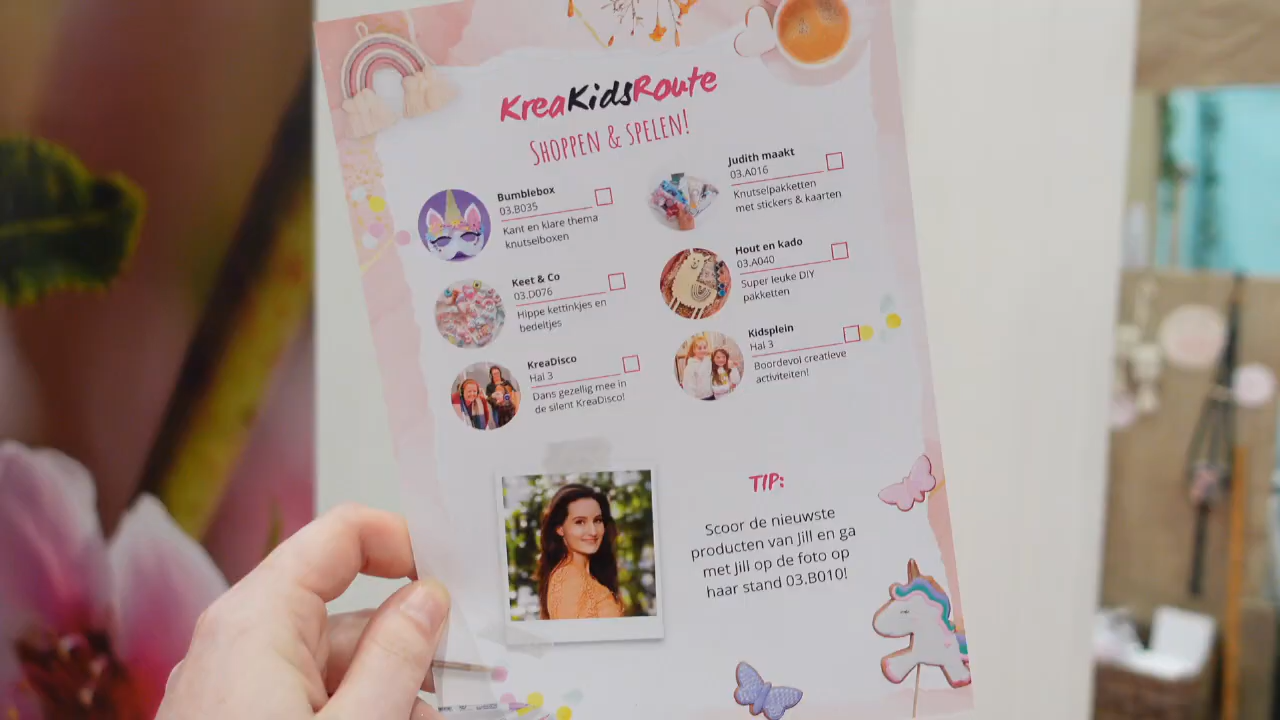 KreaKidsRoute
SHOPPEN & SPELEN!
Bumblebox
03.B035
Kant en klare thema
knutselboxen
Keet & Co
03.D076
Hippe kettinkjes en
bedeltjes
KreaDisco
Hal 3
Dans gezellig mee in
de silent KreaDisco!
Judith maakt
03.A016
Knutselpakketten
met stickers & kaarten
Hout en kado
03.A040
Super leuke DIY
pakketten
Kidsplein
Hal 3
Boordevol creatieve
activiteiten!
TIP:
Scoor de nieuwste
producten van Jill en ga
met Jill op de foto op
haar stand 03.B010!